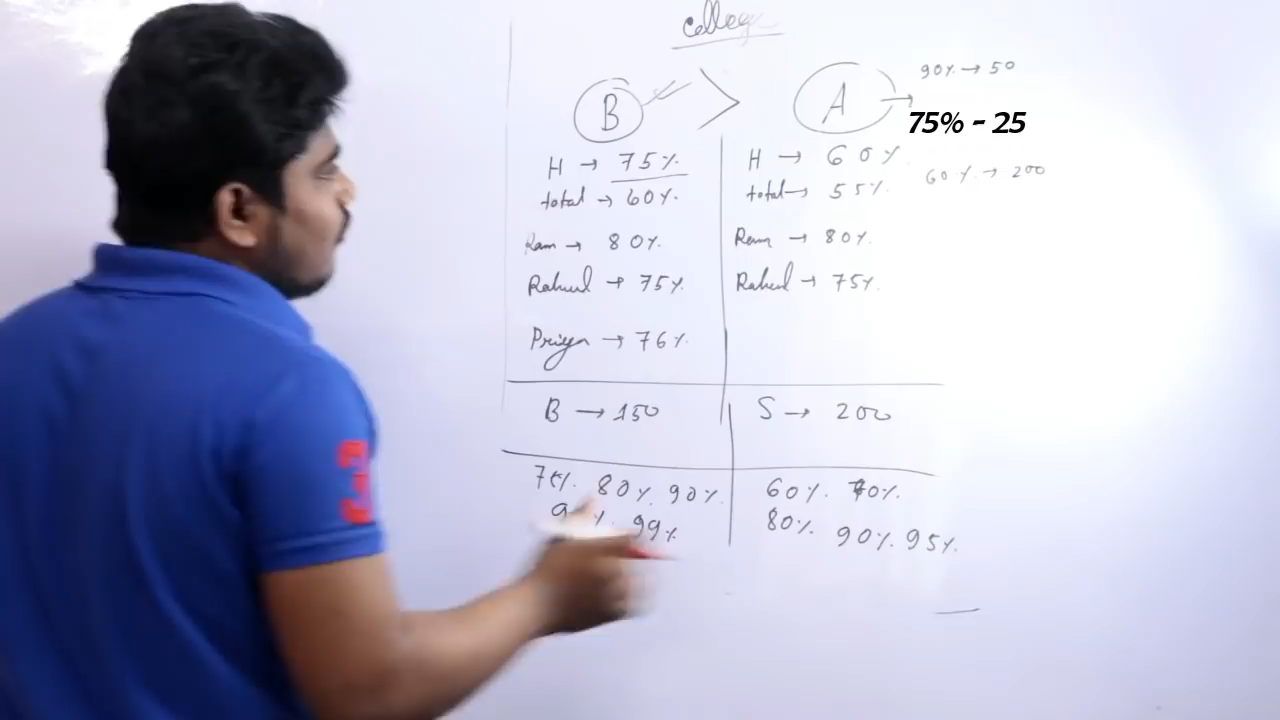 College
B > A → 90% → 50
75% - 25
H → 75%
total → 60%.
Ram → 80%.
Rahul → 75%.
Priya → 76%.
H → 60%
total → 55%.
60% → 200
Ram → 80%.
Rahul → 75%.
B → 150
S → 200
75%. 80%. 90%.
99%
60%. 70%.
80%. 90%. 95%.
3